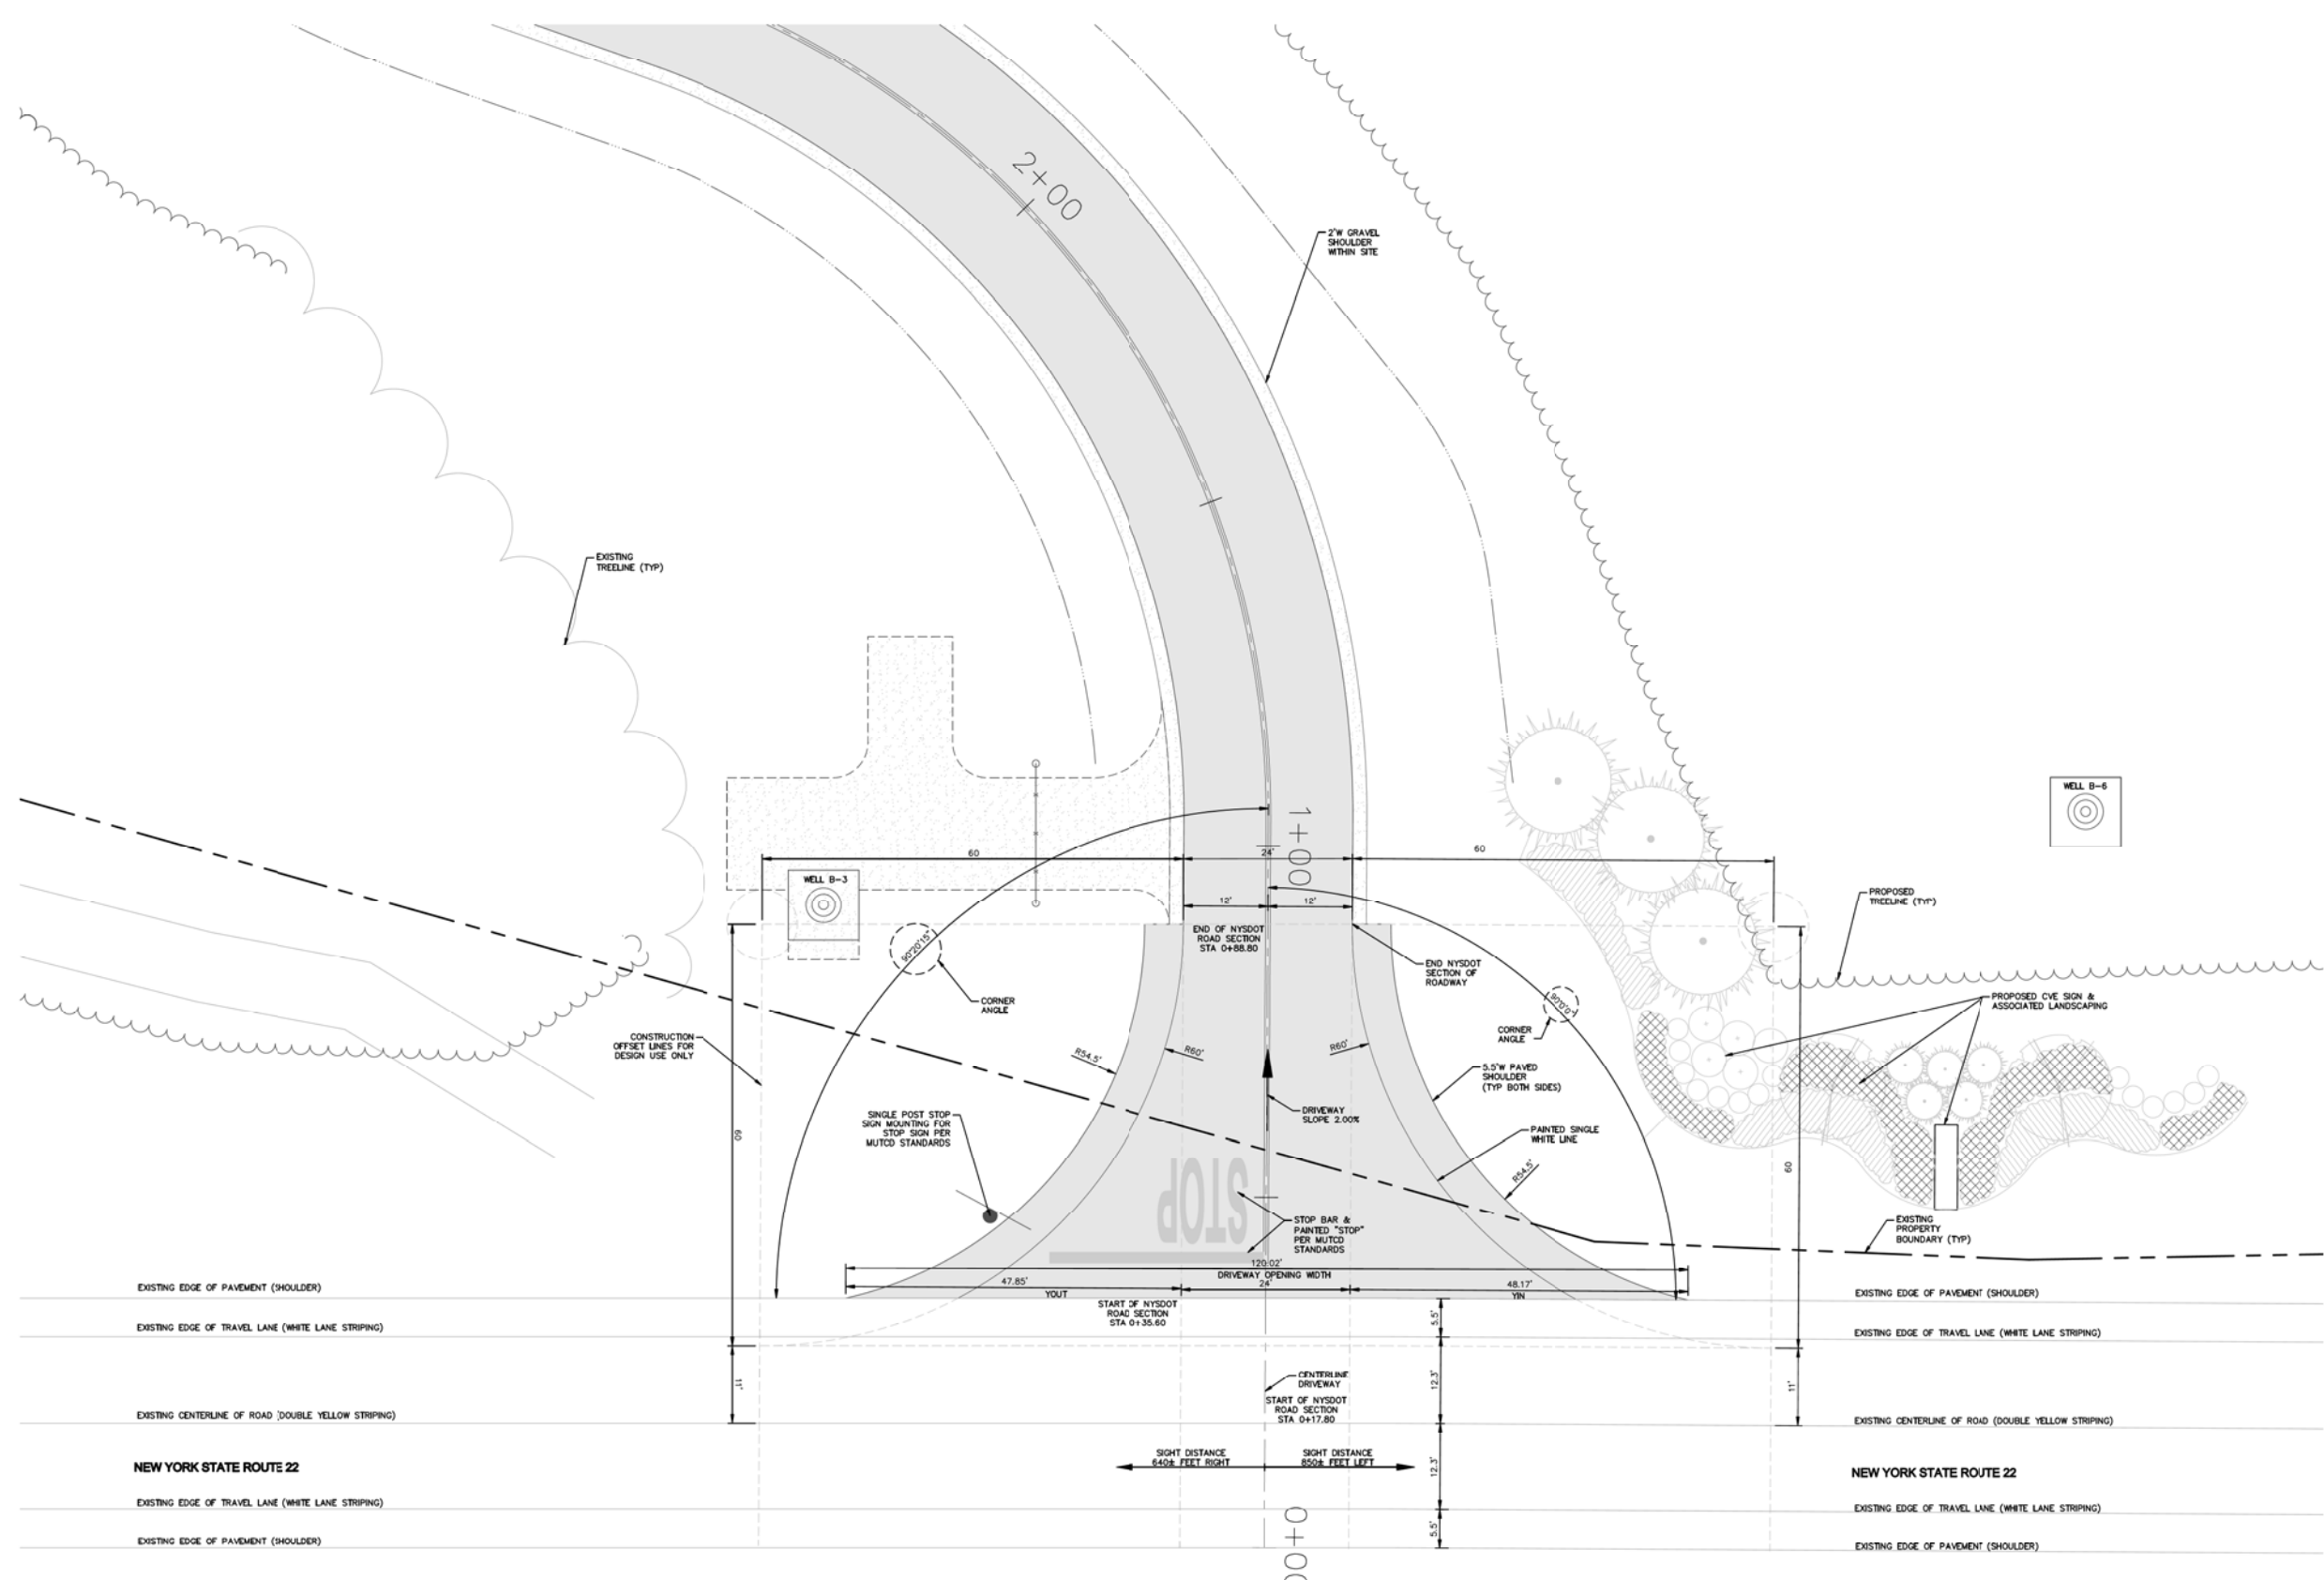 2+00
2'W GRAVEL
SHOULDER
WITHIN SITE
EXISTING
TREELINE (TYP)
WELL B-6
1+00
60
24'
60
WELL B-3
PROPOSED
TREELINE (TYP)
12'
12'
END OF NYSDOT
ROAD SECTION
STA 0+88.80
90°20'15"
END NYSDOT
SECTION OF
ROADWAY
CORNER
ANGLE
90°0'0"
PROPOSED CVE SIGN &
ASSOCIATED LANDSCAPING
CONSTRUCTION
OFFSET LINES FOR
DESIGN USE ONLY
CORNER
ANGLE
R54.5'
R60'
R60'
5.5'W PAVED
SHOULDER
(TYP BOTH SIDES)
SINGLE POST STOP
SIGN MOUNTING FOR
STOP SIGN PER
MUTCD STANDARDS
DRIVEWAY
SLOPE 2.00%
60
PAINTED SINGLE
WHITE LINE
60
R54.5'
STOP
STOP BAR &
PAINTED "STOP"
PER MUTCD
STANDARDS
EXISTING
PROPERTY
BOUNDARY (TYP)
120.02'
DRIVEWAY OPENING WIDTH
47.85'
24'
48.17'
YOUT
YIN
EXISTING EDGE OF PAVEMENT (SHOULDER)
EXISTING EDGE OF PAVEMENT (SHOULDER)
START OF NYSDOT
ROAD SECTION
STA 0+35.60
5.5'
EXISTING EDGE OF TRAVEL LANE (WHITE LANE STRIPING)
EXISTING EDGE OF TRAVEL LANE (WHITE LANE STRIPING)
11'
12.3'
11'
CENTERLINE
DRIVEWAY
START OF NYSDOT
ROAD SECTION
STA 0+17.80
EXISTING CENTERLINE OF ROAD (DOUBLE YELLOW STRIPING)
EXISTING CENTERLINE OF ROAD (DOUBLE YELLOW STRIPING)
SIGHT DISTANCE
640± FEET RIGHT
SIGHT DISTANCE
850± FEET LEFT
12.3'
NEW YORK STATE ROUTE 22
NEW YORK STATE ROUTE 22
EXISTING EDGE OF TRAVEL LANE (WHITE LANE STRIPING)
EXISTING EDGE OF TRAVEL LANE (WHITE LANE STRIPING)
0+00
5.5'
EXISTING EDGE OF PAVEMENT (SHOULDER)
EXISTING EDGE OF PAVEMENT (SHOULDER)